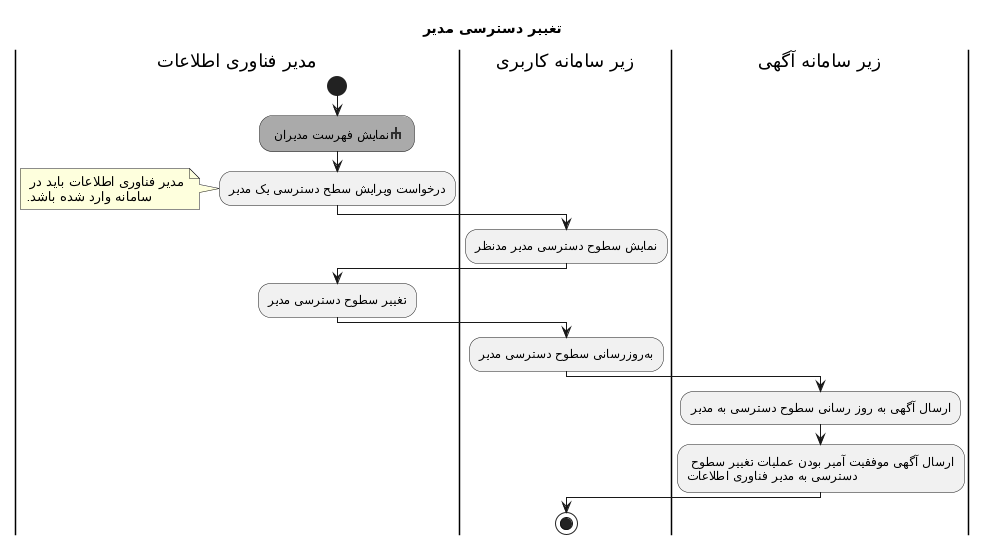 تغییر دسترسی مدیر
مدیر فناوری اطلاعات
زیر سامانه کاربری
زیر سامانه آگهی
نمایش فهرست مدیران
مدیر فناوری اطلاعات باید در
سامانه وارد شده باشد.
درخواست ویرایش سطح دسترسی یک مدیر
نمایش سطوح دسترسی مدیر مدنظر
تغییر سطوح دسترسی مدیر
به‌روزرسانی سطوح دسترسی مدیر
ارسال آگهی به روز رسانی سطوح دسترسی به مدیر
ارسال آگهی موفقیت آمیر بودن عملیات تغییر سطوح
دسترسی به مدیر فناوری اطلاعات